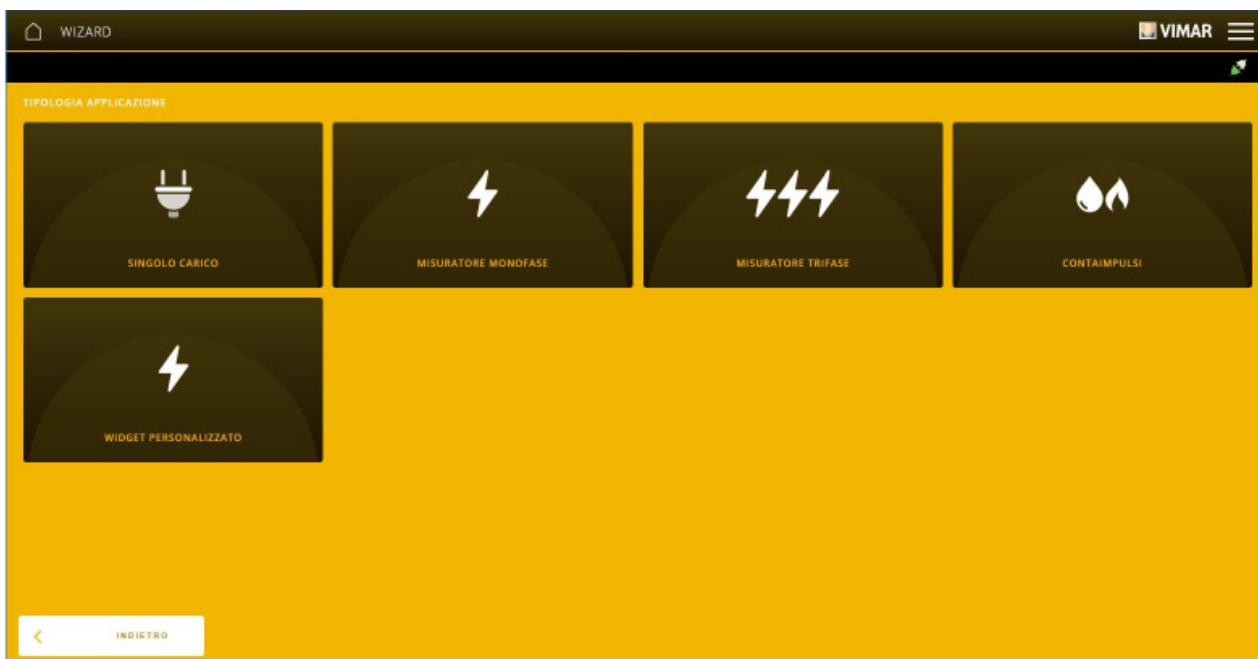 WIZARD
VIMAR
TIPOLOGIA APPLICAZIONE
SINGOLO CARICO
MISURATORE MONOFASE
MISURATORE TRIFASE
CONTAIMPULSI
WIDGET PERSONALIZZATO
INDIETRO